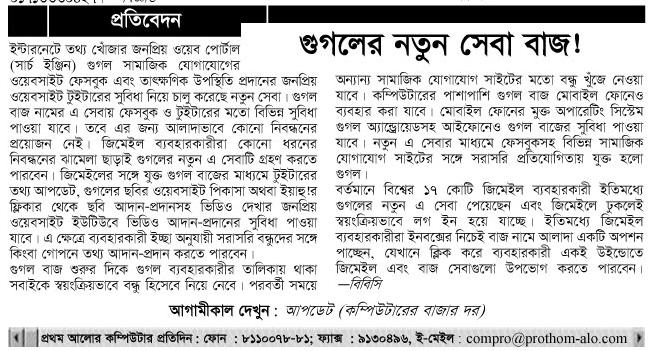 প্রতিবেদন
গুগলের নতুন সেবা বাজ!
ইন্টারনেটে তথ্য খোঁজার জনপ্রিয় ওয়েব পোর্টাল
(সার্চ ইঞ্জিন) গুগল সামাজিক যোগাযোগের
ওয়েবসাইট ফেসবুক এবং তাৎক্ষণিক উপস্থিতি প্রদানের জনপ্রিয়
ওয়েবসাইট টুইটারের সুবিধা নিয়ে চালু করেছে নতুন সেবা। গুগল
বাজ নামের এ সেবায় ফেসবুক ও টুইটারের মতো বিভিন্ন সুবিধা
পাওয়া যাবে। তবে এর জন্য আলাদাভাবে কোনো নিবন্ধনের
প্রয়োজন নেই। জিমেইল ব্যবহারকারীরা কোনো ধরনের
নিবন্ধনের ঝামেলা ছাড়াই গুগলের নতুন এ সেবাটি গ্রহণ করতে
পারবেন। জিমেইলের সঙ্গে যুক্ত গুগল বাজের মাধ্যমে টুইটারের
তথ্য আপডেট, গুগলের ছবির ওয়েবসাইট পিকাসা অথবা ইয়াহুর
ফ্লিকার থেকে ছবি আদান-প্রদানসহ ভিডিও দেখার জনপ্রিয়
ওয়েবসাইট ইউটিউবে ভিডিও আদান-প্রদানের সুবিধা পাওয়া
যাবে। এ ক্ষেত্রে ব্যবহারকারী ইচ্ছা অনুযায়ী সরাসরি বন্ধুদের সঙ্গে
কিংবা গোপনে তথ্য আদান-প্রদান করতে পারবেন।
গুগল বাজ শুরুর দিকে গুগল ব্যবহারকারীর তালিকায় থাকা
সবাইকে স্বয়ংক্রিয়ভাবে বন্ধু হিসেবে নিয়ে নেবে। পরবর্তী সময়ে
অন্যান্য সামাজিক যোগাযোগ সাইটের মতো বন্ধু খুঁজে নেওয়া
যাবে। কম্পিউটারের পাশাপাশি গুগল বাজ মোবাইল ফোনেও
ব্যবহার করা যাবে। মোবাইল ফোনের মুক্ত অপারেটিং সিস্টেম
গুগল অ্যান্ড্রোয়েডসহ আইফোনেও গুগল বাজের সুবিধা পাওয়া
যাবে। নতুন এ সেবার মাধ্যমে ফেসবুকসহ বিভিন্ন সামাজিক
যোগাযোগ সাইটের সঙ্গে সরাসরি প্রতিযোগিতায় যুক্ত হলো
গুগল।
বর্তমানে বিশ্বের ১৭ কোটি জিমেইল ব্যবহারকারী ইতিমধ্যে
গুগলের নতুন এ সেবা পেয়েছেন এবং জিমেইলে ঢুকলেই
স্বয়ংক্রিয়ভাবে লগ ইন হয়ে যাচ্ছে। ইতিমধ্যে জিমেইল
ব্যবহারকারীরা ইনবক্সের নিচেই বাজ নামে আলাদা একটি অপশন
পাচ্ছেন, যেখানে ক্লিক করে ব্যবহারকারী একই উইন্ডোতে
জিমেইল এবং বাজ সেবাগুলো উপভোগ করতে পারবেন।
—বিবিসি
আগামীকাল দেখুন : আপডেট (কম্পিউটারের বাজার দর)
প্রথম আলোর কম্পিউটার প্রতিদিন : ফোন : ৮১১০০৭৮-৮১; ফ্যাক্স : ৯১৩০৪৯৬, ই-মেইল : compro@prothom-alo.com